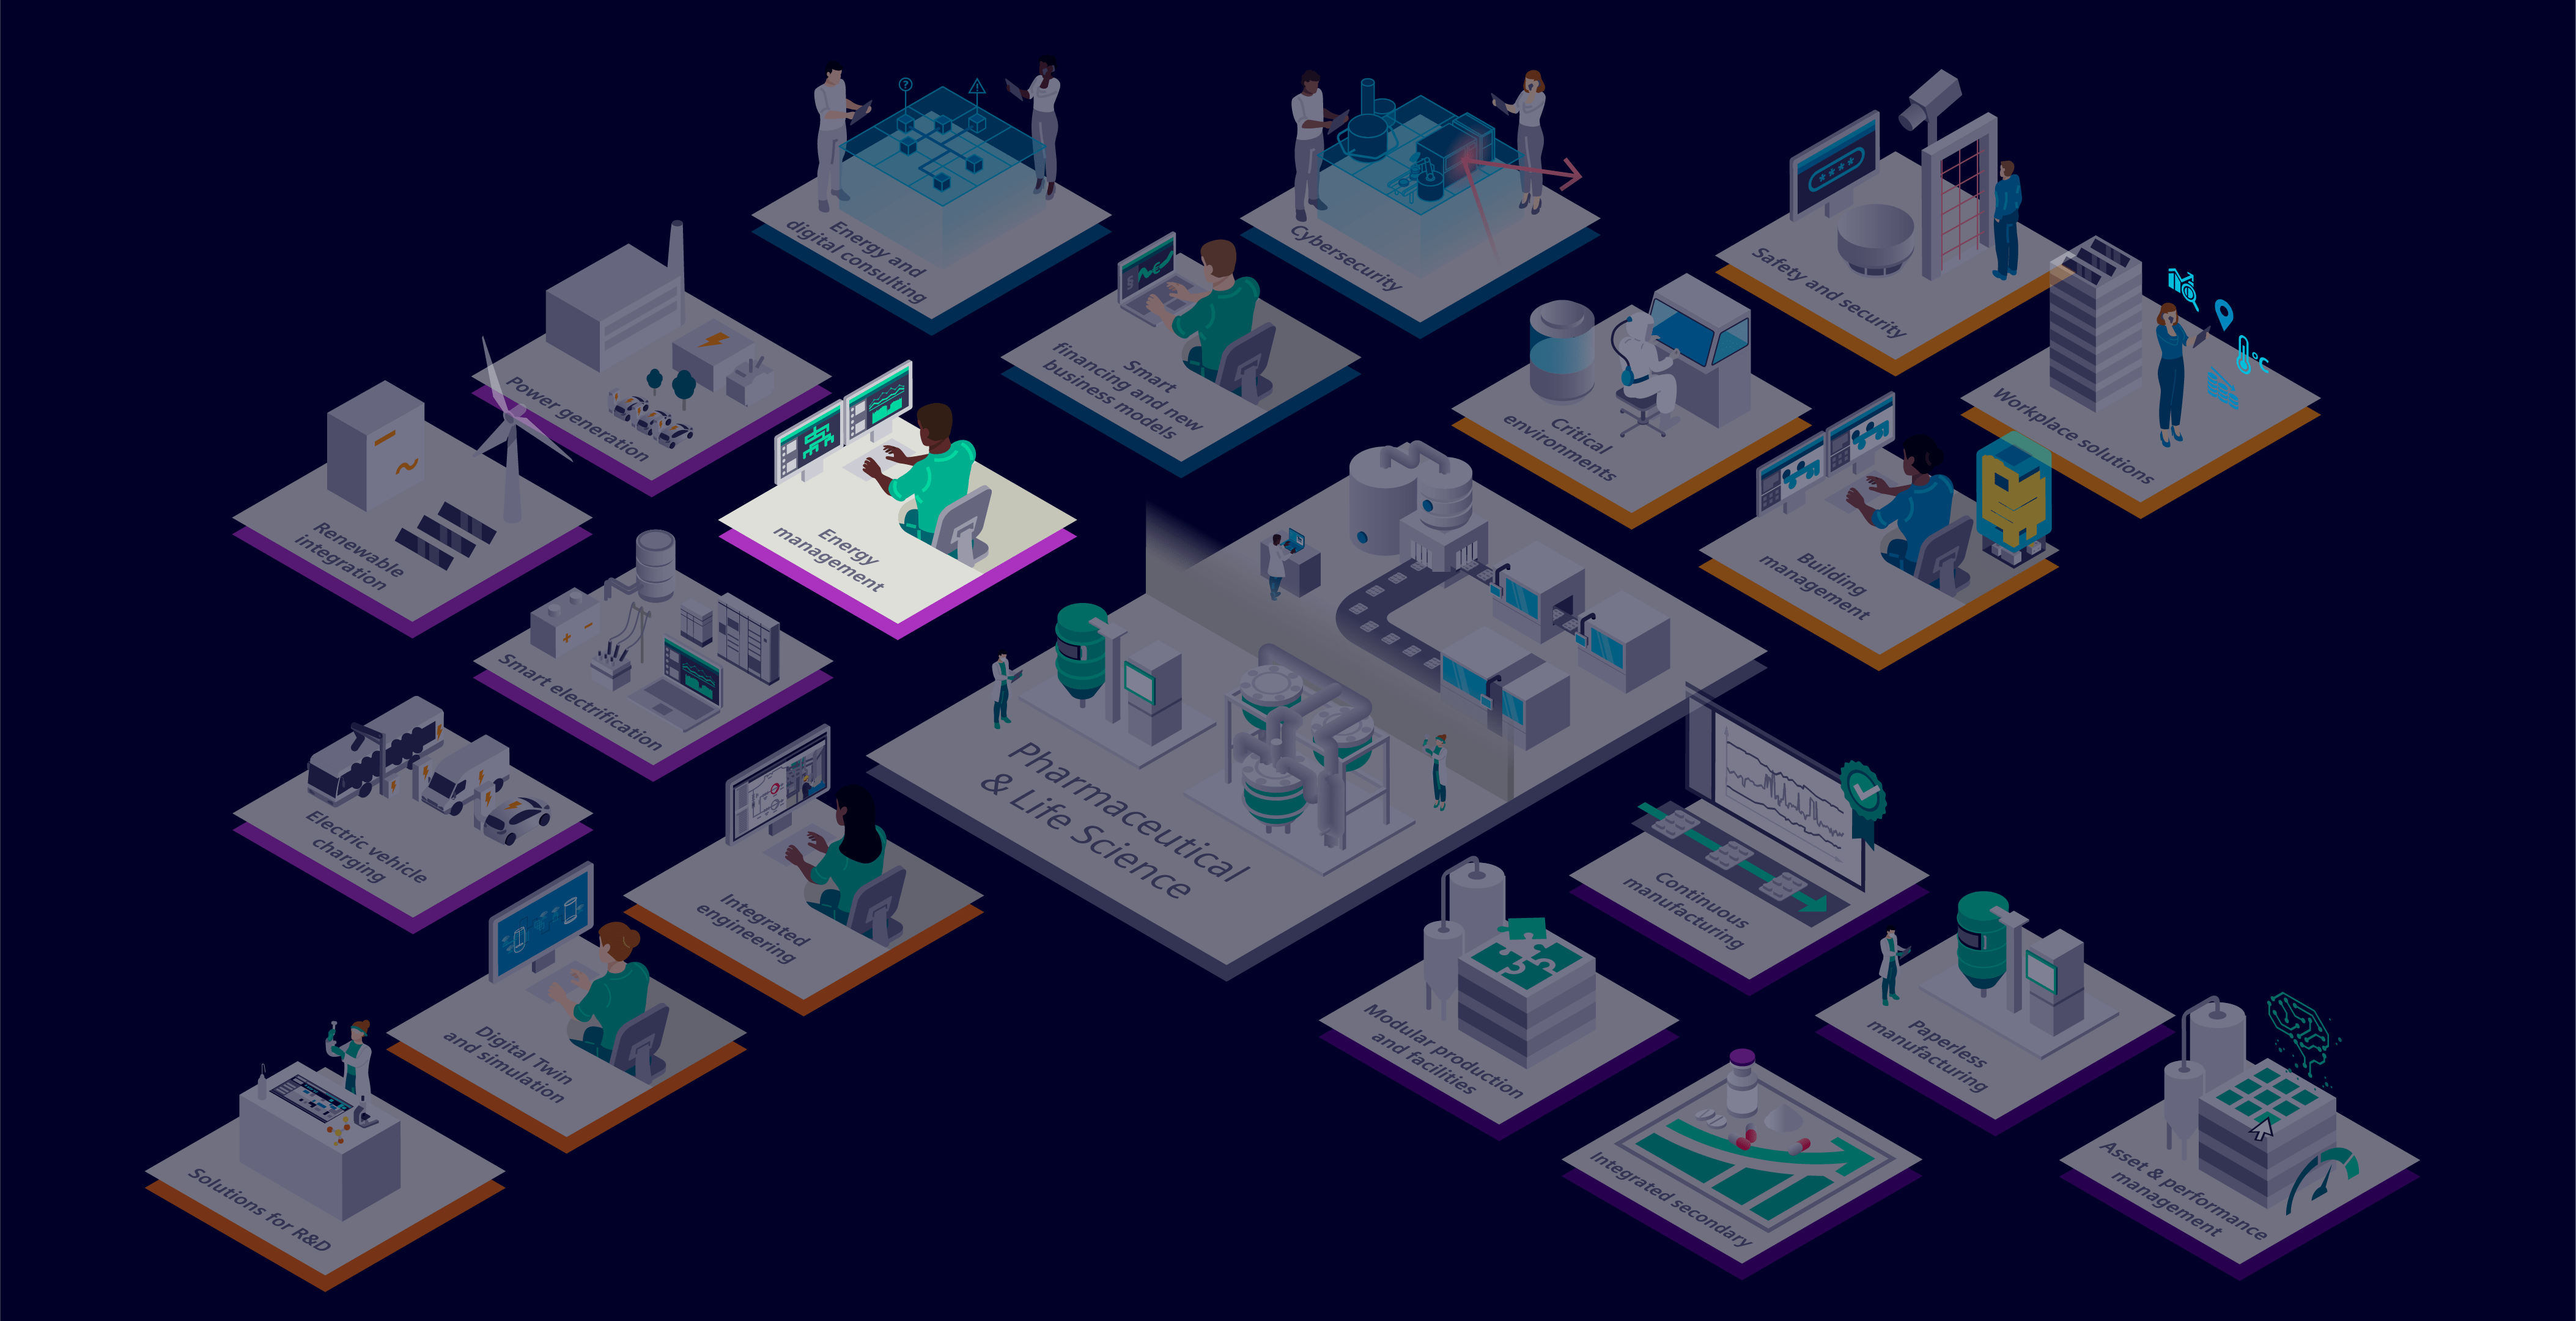 Energy and
digital consulting
Cybersecurity
Safety and security
Power generation
Smart
financing and new
business models
Critical
environments
Workplace solutions
Renewable
integration
Energy
management
Building
management
Smart electrification
Pharmaceutical
& Life Science
Electric vehicle
charging
Integrated
engineering
Continuous
manufacturing
Digital Twin
and simulation
Modular production
and facilities
Paperless
manufacturing
Solutions for R&D
Integrated secondary
Asset & performance
management
?
!
****
°C